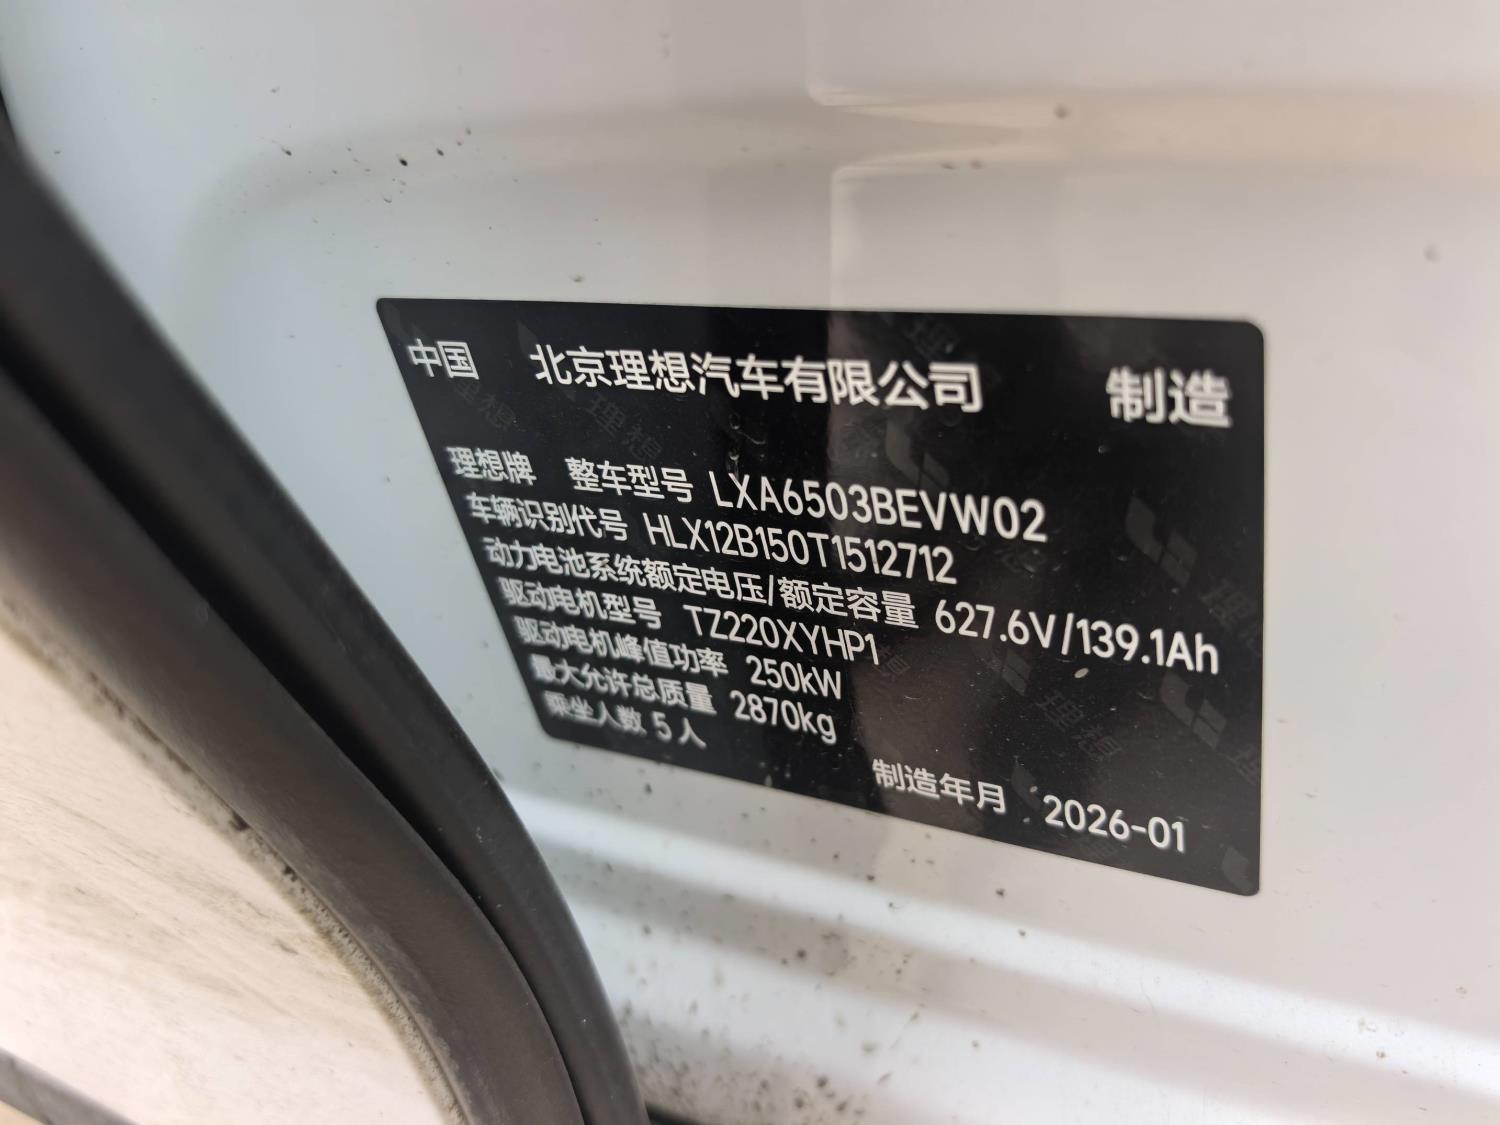 中国 北京理想汽车有限公司 制造
理想牌 整车型号 LXA6503BEVW02
车辆识别代号 HLX12B150T1512712
动力电池系统额定电压/额定容量 627.6V/139.1Ah
驱动电机型号 TZ220XYHP1
驱动电机峰值功率 250kW
最大允许总质量 2870kg
乘坐人数 5 人
制造年月 2026-01